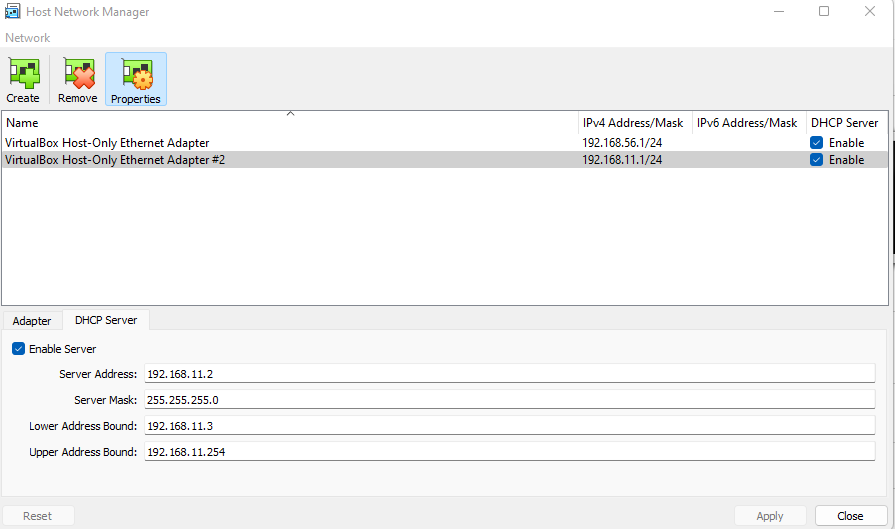 Host Network Manager
Network
Create Remove Properties
Name IPv4 Address/Mask IPv6 Address/Mask DHCP Server
VirtualBox Host-Only Ethernet Adapter 192.168.56.1/24 Enable
VirtualBox Host-Only Ethernet Adapter #2 192.168.11.1/24 Enable
Adapter DHCP Server
Enable Server
Server Address: 192.168.11.2
Server Mask: 255.255.255.0
Lower Address Bound: 192.168.11.3
Upper Address Bound: 192.168.11.254
Reset Apply Close